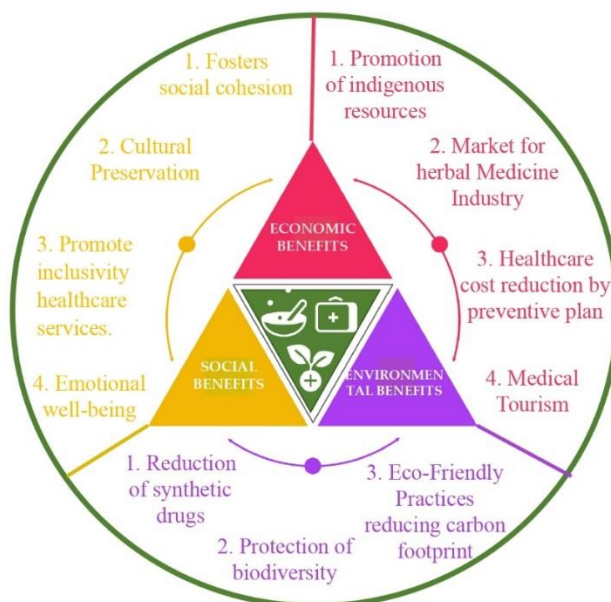 1. Fosters
social cohesion
2. Cultural
Preservation
3. Promote
inclusivity
healthcare
services.
4. Emotional
well-being
1. Promotion
of indigenous
resources
2. Market for
herbal Medicine
Industry
3. Healthcare
cost reduction by
preventive plan
4. Medical
Tourism
ECONOMIC
BENEFITS
SOCIAL
BENEFITS
ENVIRONMEN
TAL BENEFITS
1. Reduction
of synthetic
drugs
2. Protection of
biodiversity
3. Eco-Friendly
Practices
reducing carbon
footprint